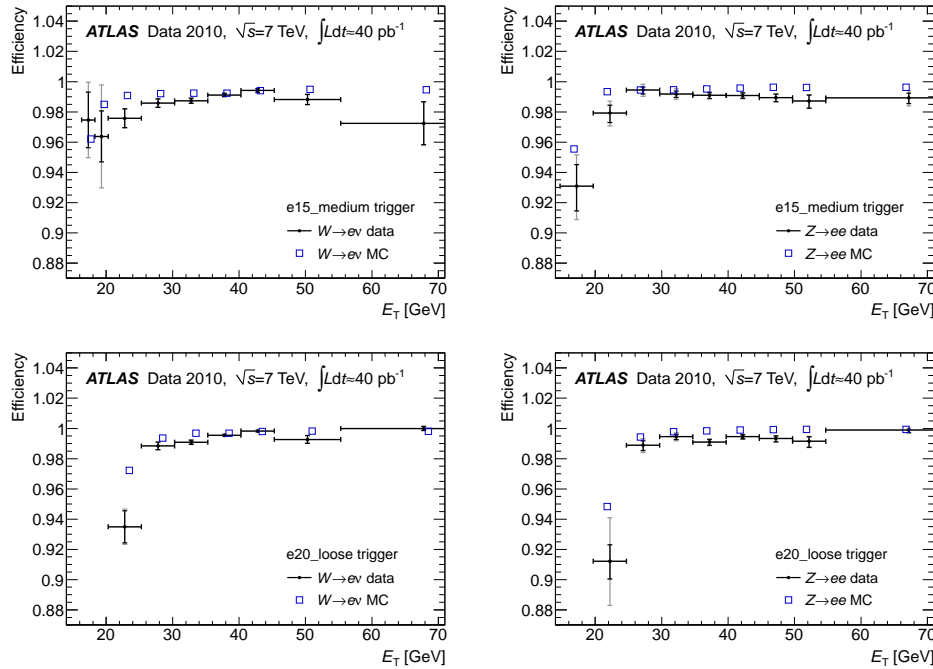 Efficiency
1.04
1.02
1
0.98
0.96
0.94
0.92
0.9
0.88
ATLAS Data 2010, √s=7 TeV, ∫Ldt≈40 pb⁻¹
e15_medium trigger
W→eν data
W→eν MC
20 30 40 50 60 70
E_T [GeV]
Efficiency
1.04
1.02
1
0.98
0.96
0.94
0.92
0.9
0.88
ATLAS Data 2010, √s=7 TeV, ∫Ldt≈40 pb⁻¹
e15_medium trigger
Z→ee data
Z→ee MC
20 30 40 50 60 70
E_T [GeV]
Efficiency
1.04
1.02
1
0.98
0.96
0.94
0.92
0.9
0.88
ATLAS Data 2010, √s=7 TeV, ∫Ldt≈40 pb⁻¹
e20_loose trigger
W→eν data
W→eν MC
20 30 40 50 60 70
E_T [GeV]
Efficiency
1.04
1.02
1
0.98
0.96
0.94
0.92
0.9
0.88
ATLAS Data 2010, √s=7 TeV, ∫Ldt≈40 pb⁻¹
e20_loose trigger
Z→ee data
Z→ee MC
20 30 40 50 60 70
E_T [GeV]